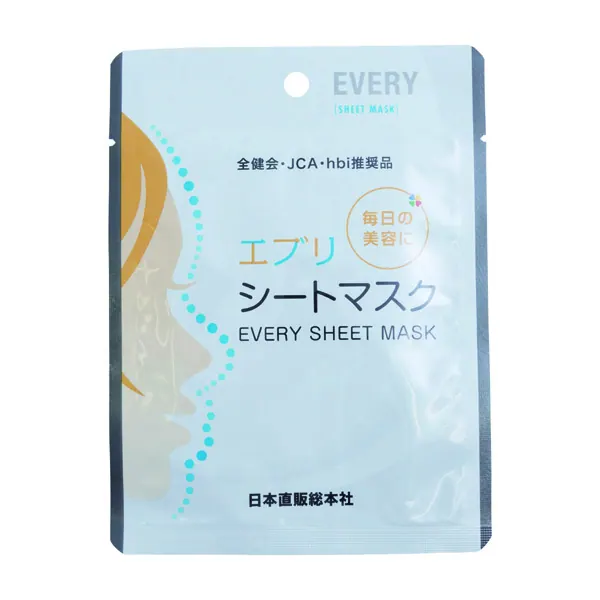 EVERY
[SHEET MASK]
全健会・JCA・hbi推奨品
毎日の
美容に
エブリ
シートマスク
EVERY SHEET MASK
日本直販総本社